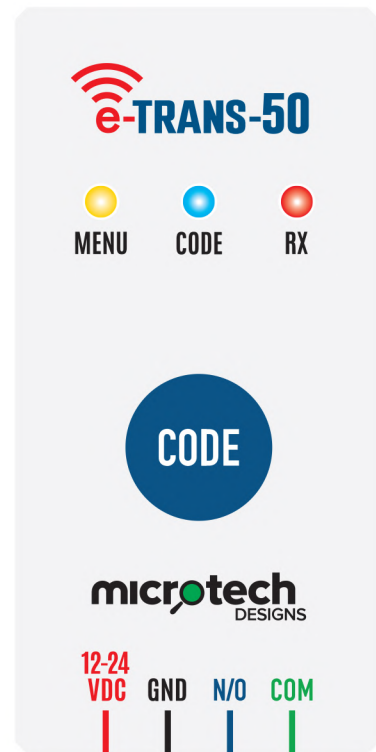 e-TRANS-50
MENU CODE RX
CODE
microtech
DESIGNS
12-24
VDC GND N/O COM